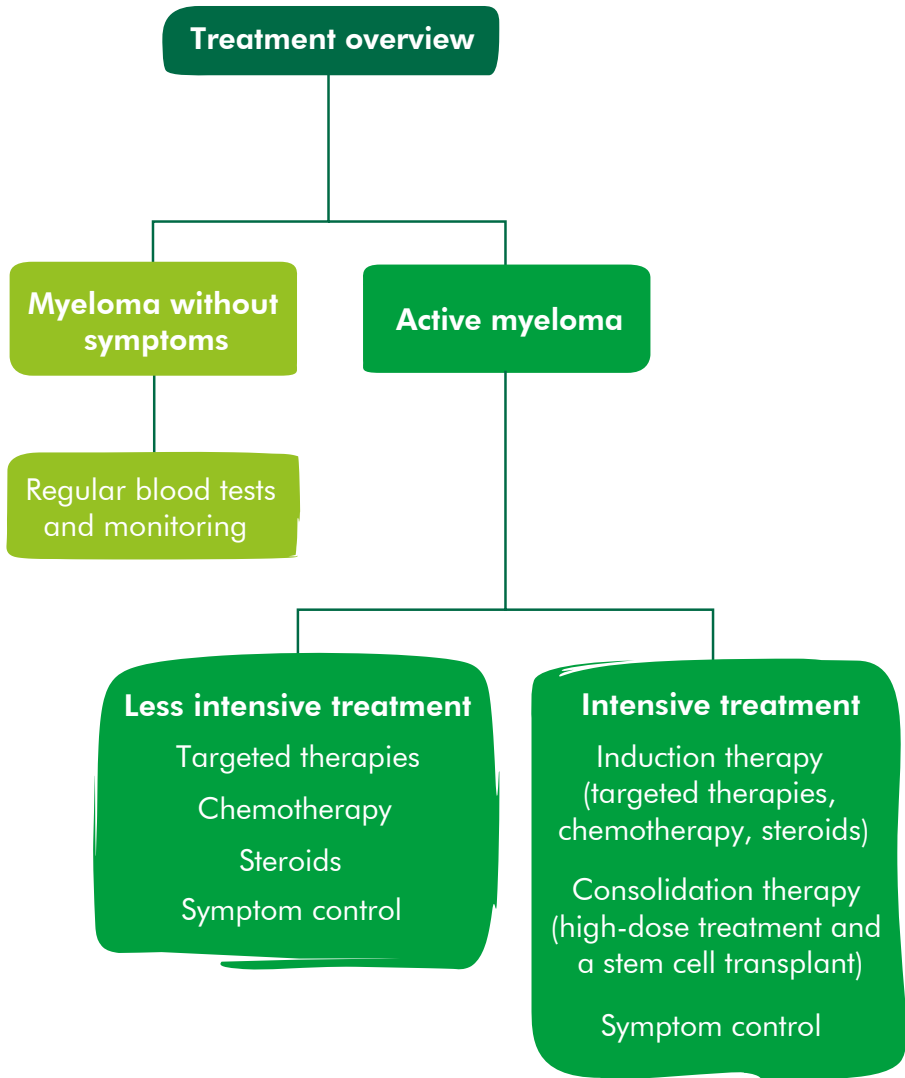 Treatment overview
Myeloma without
symptoms
Active myeloma
Regular blood tests
and monitoring
Less intensive treatment
Targeted therapies
Chemotherapy
Steroids
Symptom control
Intensive treatment
Induction therapy
(targeted therapies,
chemotherapy, steroids)
Consolidation therapy
(high-dose treatment and
a stem cell transplant)
Symptom control